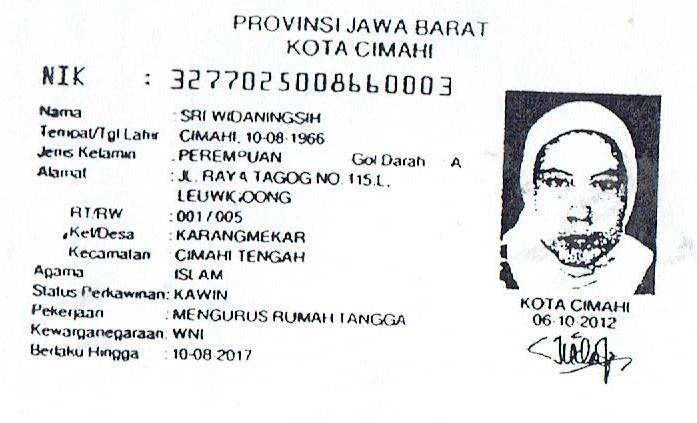 PROVINSI JAWA BARAT
KOTA CIMAHI
NIK : 3277025008660003
Nama : SRI WIDANINGSIH
Tempat/Tgl Lahir CIMAHI, 10-08-1966
Jenis Kelamin : PEREMPUAN Gol Darah A
Alamat : JL. RAYA TAGOG NO. 115.L.
LEUWIGOONG
RT/RW : 001/005
Kel/Desa : KARANGMEKAR
Kecamatan : CIMAHI TENGAH
Agama ISLAM
Status Perkawinan: KAWIN
Pekerjaan : MENGURUS RUMAH TANGGA
Kewarganegaraan: WNI
Berlaku Hingga : 10-08-2017
KOTA CIMAHI
06-10-2012